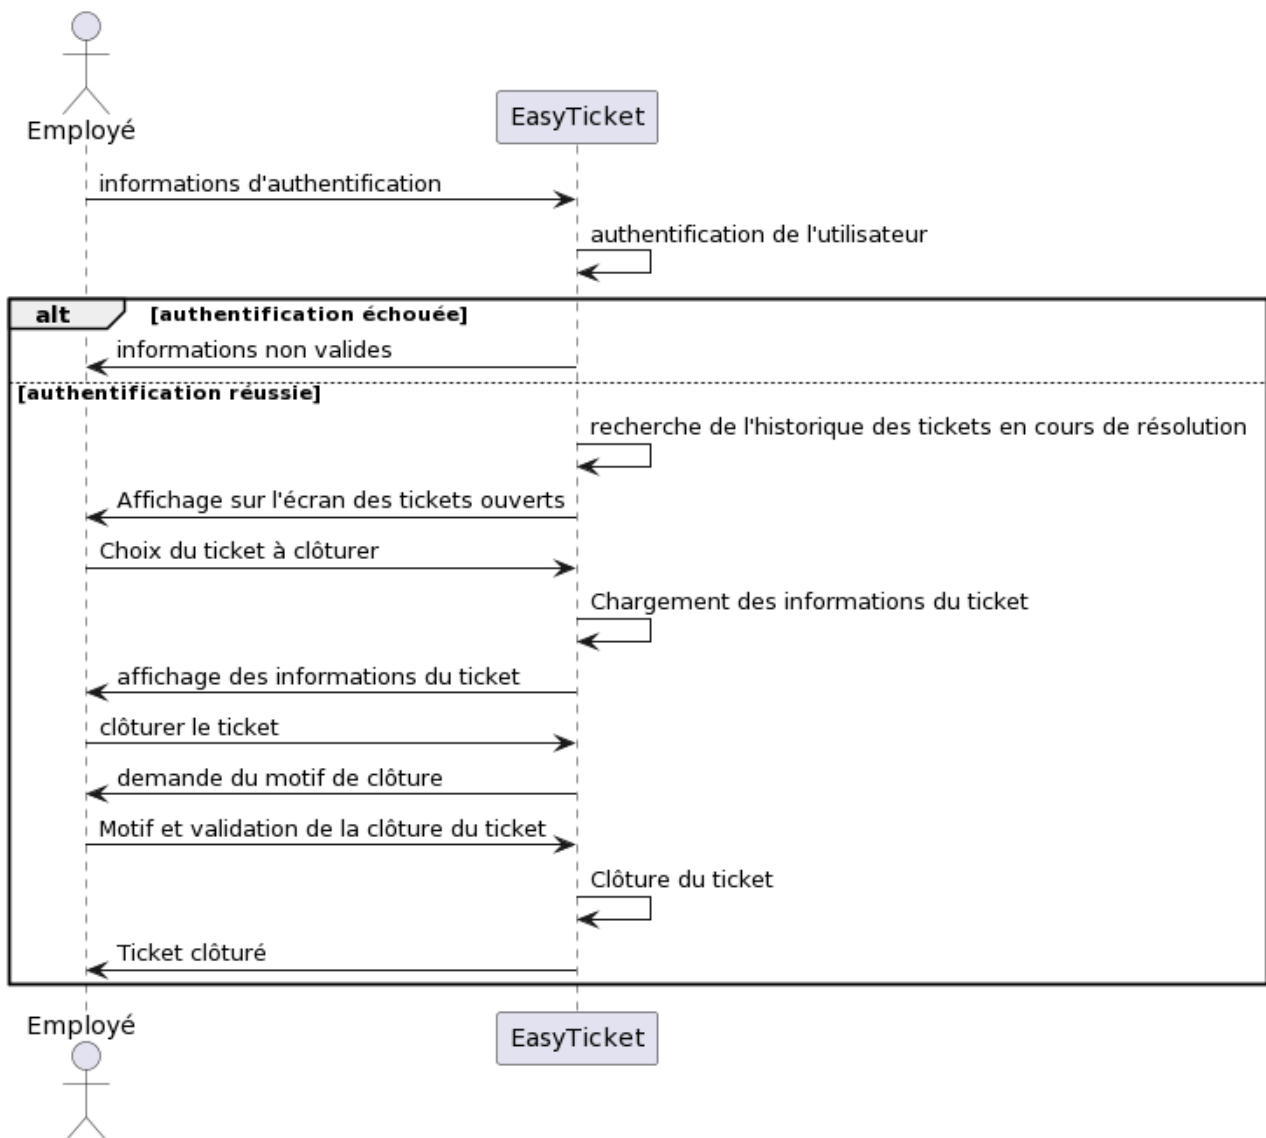 Employé
EasyTicket
informations d'authentification
authentification de l'utilisateur
alt [authentification échouée]
informations non valides
[authentification réussie]
recherche de l'historique des tickets en cours de résolution
Affichage sur l'écran des tickets ouverts
Choix du ticket à clôturer
Chargement des informations du ticket
affichage des informations du ticket
clôturer le ticket
demande du motif de clôture
Motif et validation de la clôture du ticket
Clôture du ticket
Ticket clôturé
Employé
EasyTicket